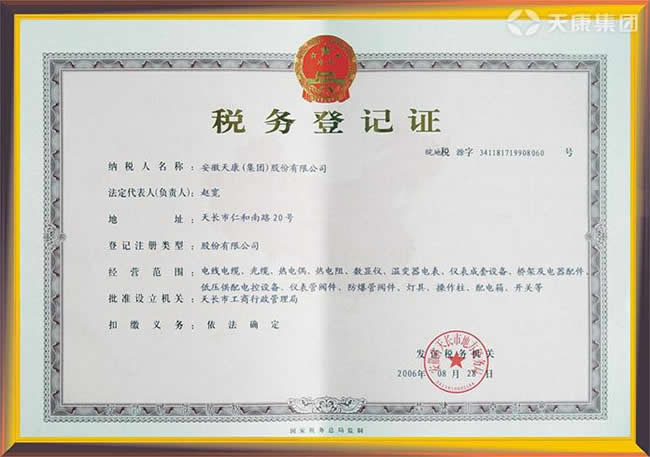 天康集团
税务登记证
皖地税 滁字 341181719908060 号
纳税人名称：安徽天康(集团)股份有限公司
法定代表人(负责人)：赵宽
地址：天长市仁和南路20号
登记注册类型：股份有限公司
经营范围：电线电缆、光缆、热电偶、热电阻、数显仪、温变器电表、仪表成套设备、桥架及电器配件、
低压供配电控设备、仪表管阀件、防爆管阀件、灯具、操作柱、配电箱、开关等
批准设立机关：天长市工商行政管理局
扣缴义务：依法确定
发证税务机关
2006年 08月 28日
国家税务总局监制